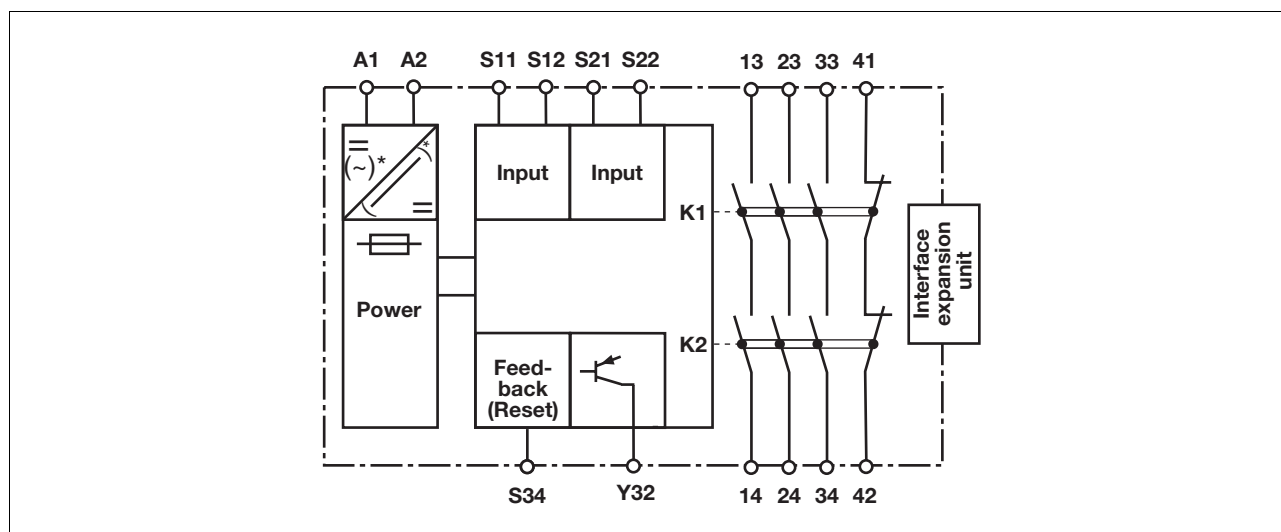 A1 A2 S11 S12 S21 S22 13 23 33 41
= (~)* * =
Input Input
K1
Interface
expansion
unit
Power
K2
Feed-
back
(Reset)
S34 Y32 14 24 34 42